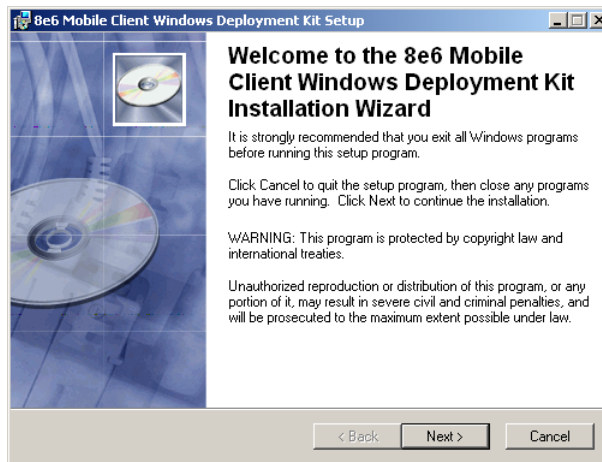 8e6 Mobile Client Windows Deployment Kit Setup
Welcome to the 8e6 Mobile
Client Windows Deployment Kit
Installation Wizard
It is strongly recommended that you exit all Windows programs
before running this setup program.
Click Cancel to quit the setup program, then close any programs
you have running. Click Next to continue the installation.
WARNING: This program is protected by copyright law and
international treaties.
Unauthorized reproduction or distribution of this program, or any
portion of it, may result in severe civil and criminal penalties, and
will be prosecuted to the maximum extent possible under law.
< Back
Next >
Cancel